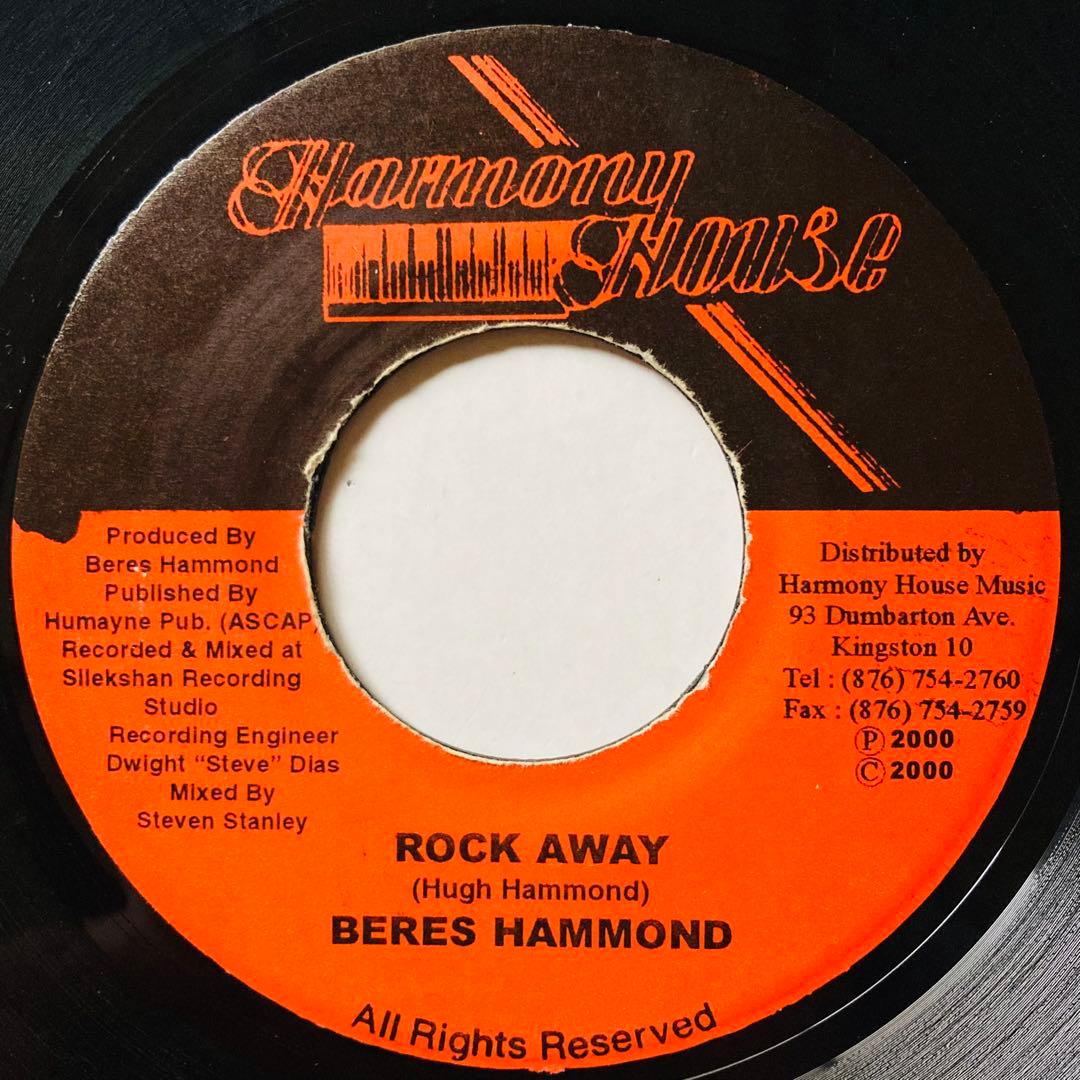 Harmony
House
Produced By
Beres Hammond
Published By
Humayne Pub. (ASCAP)
Recorded & Mixed at
Silekshan Recording
Studio
Recording Engineer
Dwight “Steve” Dias
Mixed By
Steven Stanley
Distributed by
Harmony House Music
93 Dumbarton Ave.
Kingston 10
Tel : (876) 754-2760
Fax : (876) 754-2759
Ⓟ 2000
Ⓒ 2000
ROCK AWAY
(Hugh Hammond)
BERES HAMMOND
All Rights Reserved